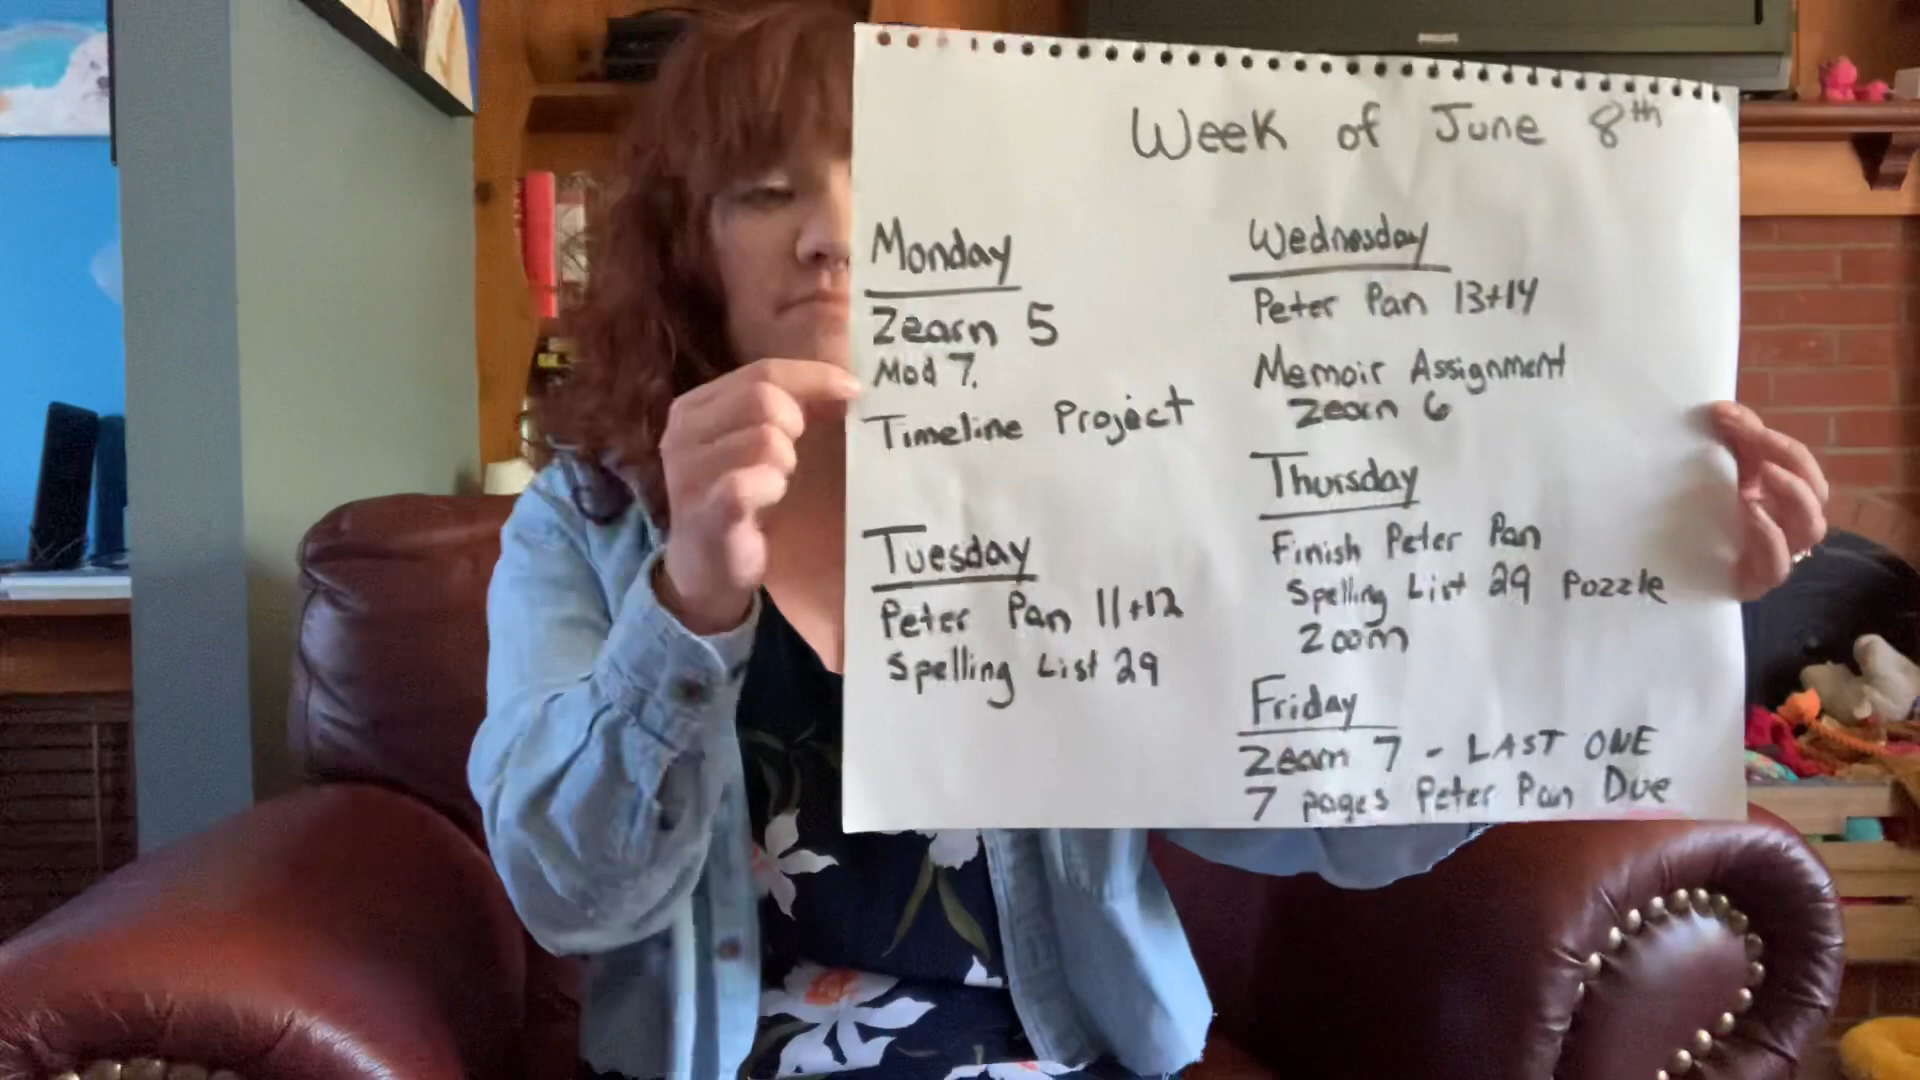 Week of June 8th
Monday
Zearn 5
Mod 7.
Timeline Project
Tuesday
Peter Pan 11+12
Spelling List 29
Wednesday
Peter Pan 13+14
Memoir Assignment
Zearn 6
Thursday
Finish Peter Pan
Spelling List 29 Puzzle
Zoom
Friday
Zearn 7 - LAST ONE
7 pages Peter Pan Due